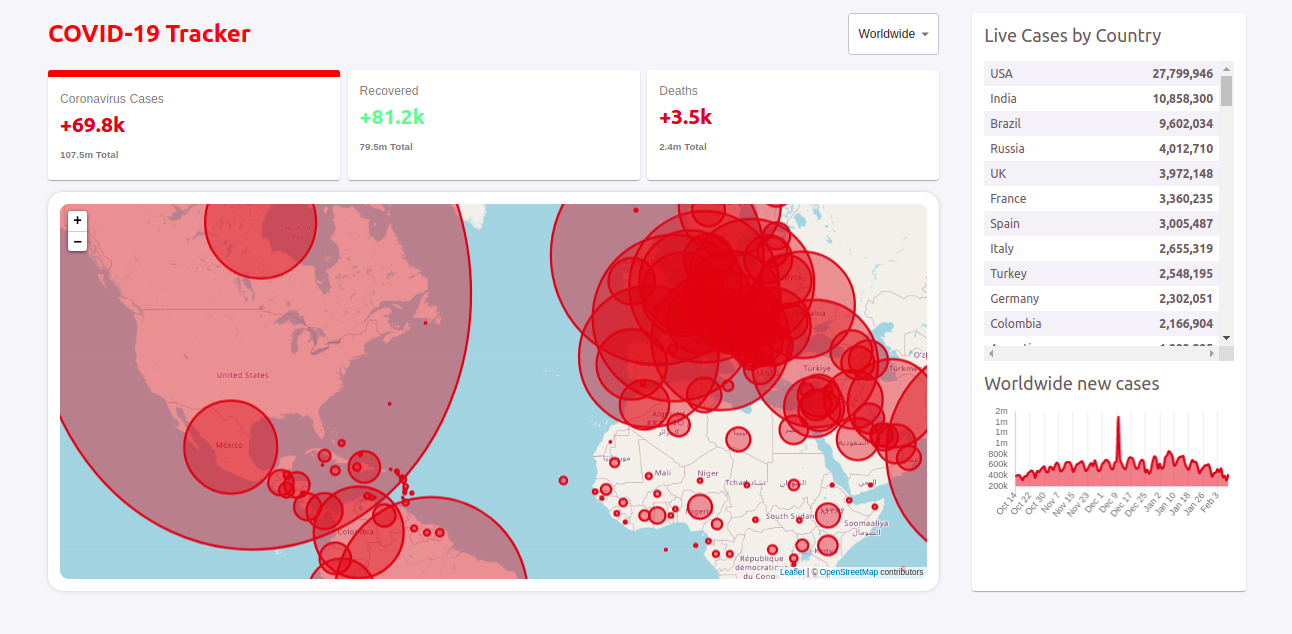 COVID-19 Tracker
Worldwide
Coronavirus Cases
+69.8k
107.5m Total
Recovered
+81.2k
79.5m Total
Deaths
+3.5k
2.4m Total
+
−
United States
México
Colombia
Türkiye
Mali
Niger
South Sudan
Soomaaliya
الصومال
République
démocratique
du Congo
Leaflet | © OpenStreetMap contributors
Live Cases by Country
USA 27,799,946
India 10,858,300
Brazil 9,602,034
Russia 4,012,710
UK 3,972,148
France 3,360,235
Spain 3,005,487
Italy 2,655,319
Turkey 2,548,195
Germany 2,302,051
Colombia 2,166,904
Worldwide new cases
2m
1m
1m
1m
800k
600k
400k
200k
Oct 14
Oct 22
Oct 30
Nov 7
Nov 15
Nov 23
Dec 1
Dec 9
Dec 17
Dec 25
Jan 2
Jan 10
Jan 18
Jan 26
Feb 3